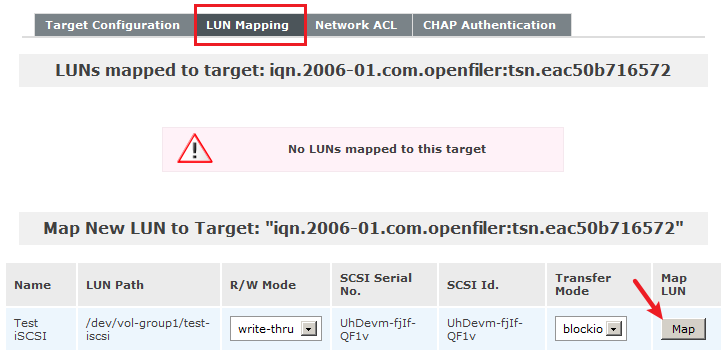 Target Configuration LUN Mapping Network ACL CHAP Authentication
LUNs mapped to target: iqn.2006-01.com.openfiler:tsn.eac50b716572
No LUNs mapped to this target
Map New LUN to Target: "iqn.2006-01.com.openfiler:tsn.eac50b716572"
Name LUN Path R/W Mode SCSI Serial No. SCSI Id. Transfer Mode Map LUN
Test iSCSI /dev/vol-group1/test-iscsi write-thru UhDevm-fjIf-QF1v UhDevm-fjIf-QF1v blockio Map